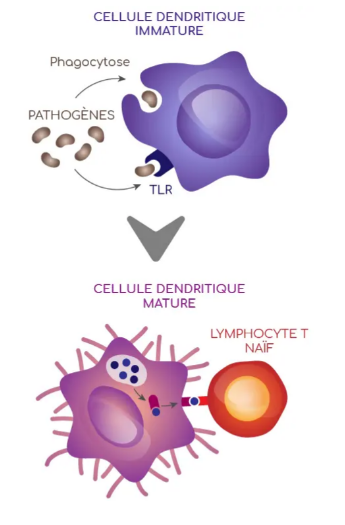 CELLULE DENDRITIQUE
IMMATURE
Phagocytose
PATHOGÈNES
TLR
CELLULE DENDRITIQUE
MATURE
LYMPHOCYTE T
NAÏF